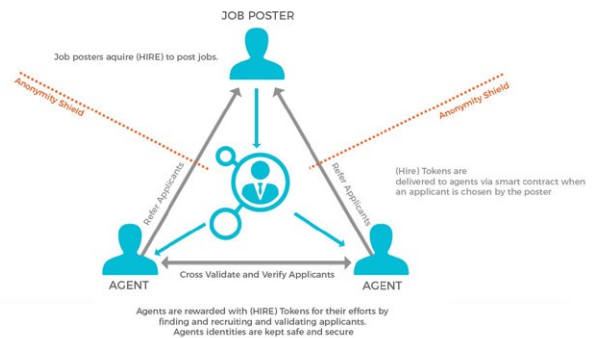 JOB POSTER
Job posters aquire (HIRE) to post jobs.
Anonymity Shield
Anonymity Shield
Refer Applicants
Refer Applicants
(Hire) Tokens are
delivered to agents via smart contract when
an applicant is chosen by the poster
Cross Validate and Verify Applicants
AGENT
AGENT
Agents are rewarded with (HIRE) Tokens for their efforts by
finding and recruiting and validating applicants.
Agents identities are kept safe and secure